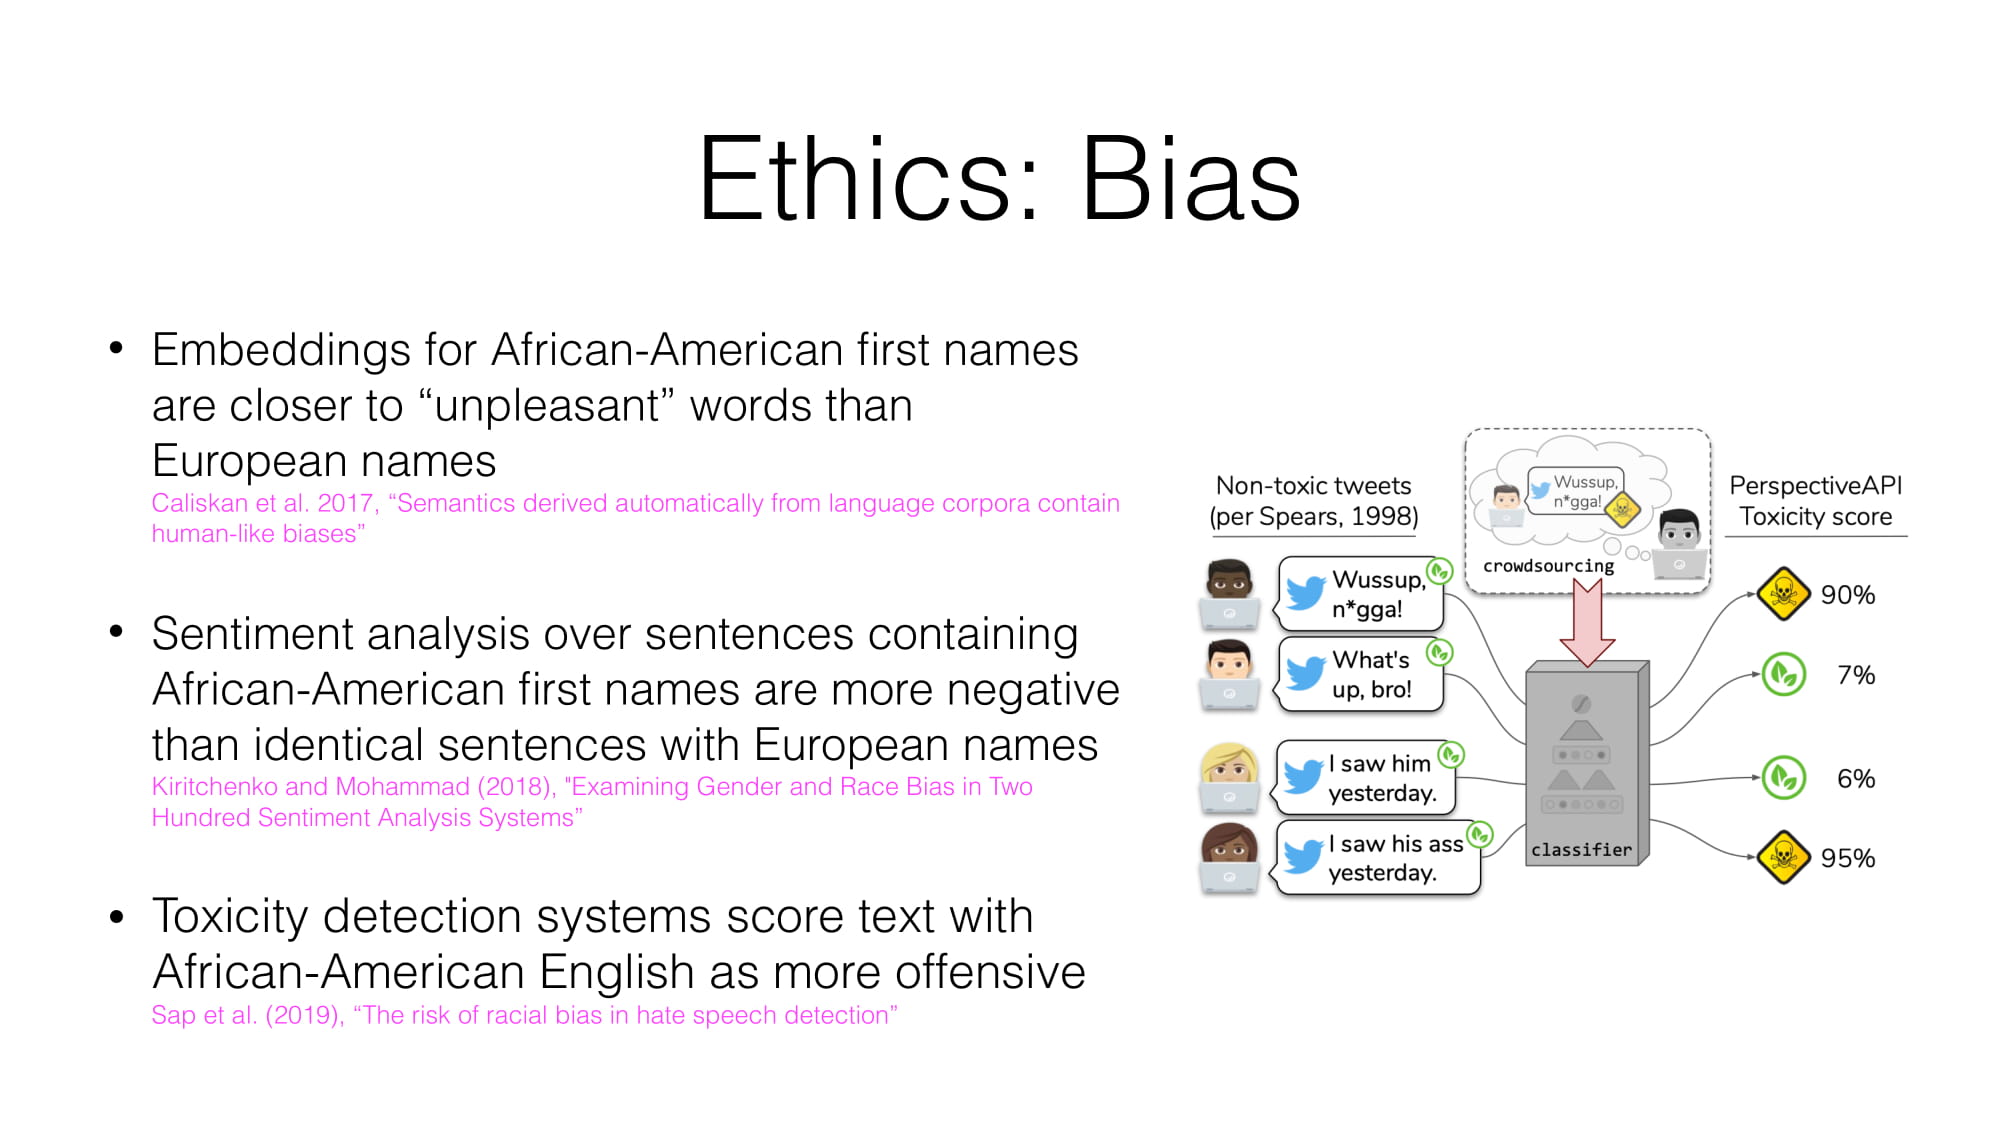 Ethics: Bias
• Embeddings for African-American first names
are closer to “unpleasant” words than
European names
Caliskan et al. 2017, “Semantics derived automatically from language corpora contain
human-like biases”
• Sentiment analysis over sentences containing
African-American first names are more negative
than identical sentences with European names
Kiritchenko and Mohammad (2018), "Examining Gender and Race Bias in Two
Hundred Sentiment Analysis Systems”
• Toxicity detection systems score text with
African-American English as more offensive
Sap et al. (2019), “The risk of racial bias in hate speech detection”
Non-toxic tweets
(per Spears, 1998)
Wussup,
n*gga!
What's
up, bro!
I saw him
yesterday.
I saw his ass
yesterday.
Wussup,
n*gga!
crowdsourcing
classifier
PerspectiveAPI
Toxicity score
90%
7%
6%
95%